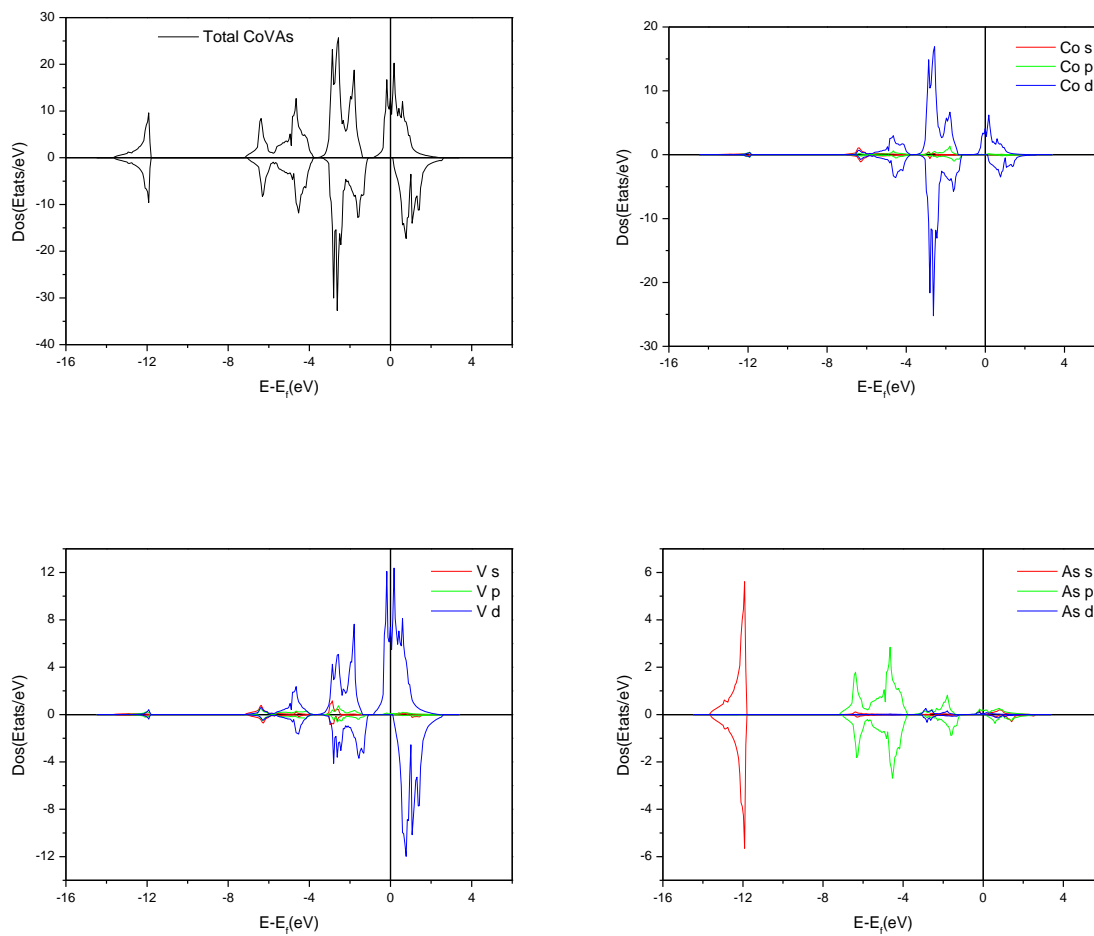 Total CoVAs
30
20
10
0
-10
-20
-30
-40
Dos(Etats/eV)
-16 -12 -8 -4 0 4
E-Ef(eV)
Co s
Co p
Co d
20
10
0
-10
-20
-30
Dos(Etats/eV)
-16 -12 -8 -4 0 4
E-Ef(eV)
V s
V p
V d
12
8
4
0
-4
-8
-12
Dos(Etats/eV)
-16 -12 -8 -4 0 4
E-Ef(eV)
As s
As p
As d
6
4
2
0
-2
-4
-6
Dos(Etats/eV)
-16 -12 -8 -4 0 4
E-Ef(eV)